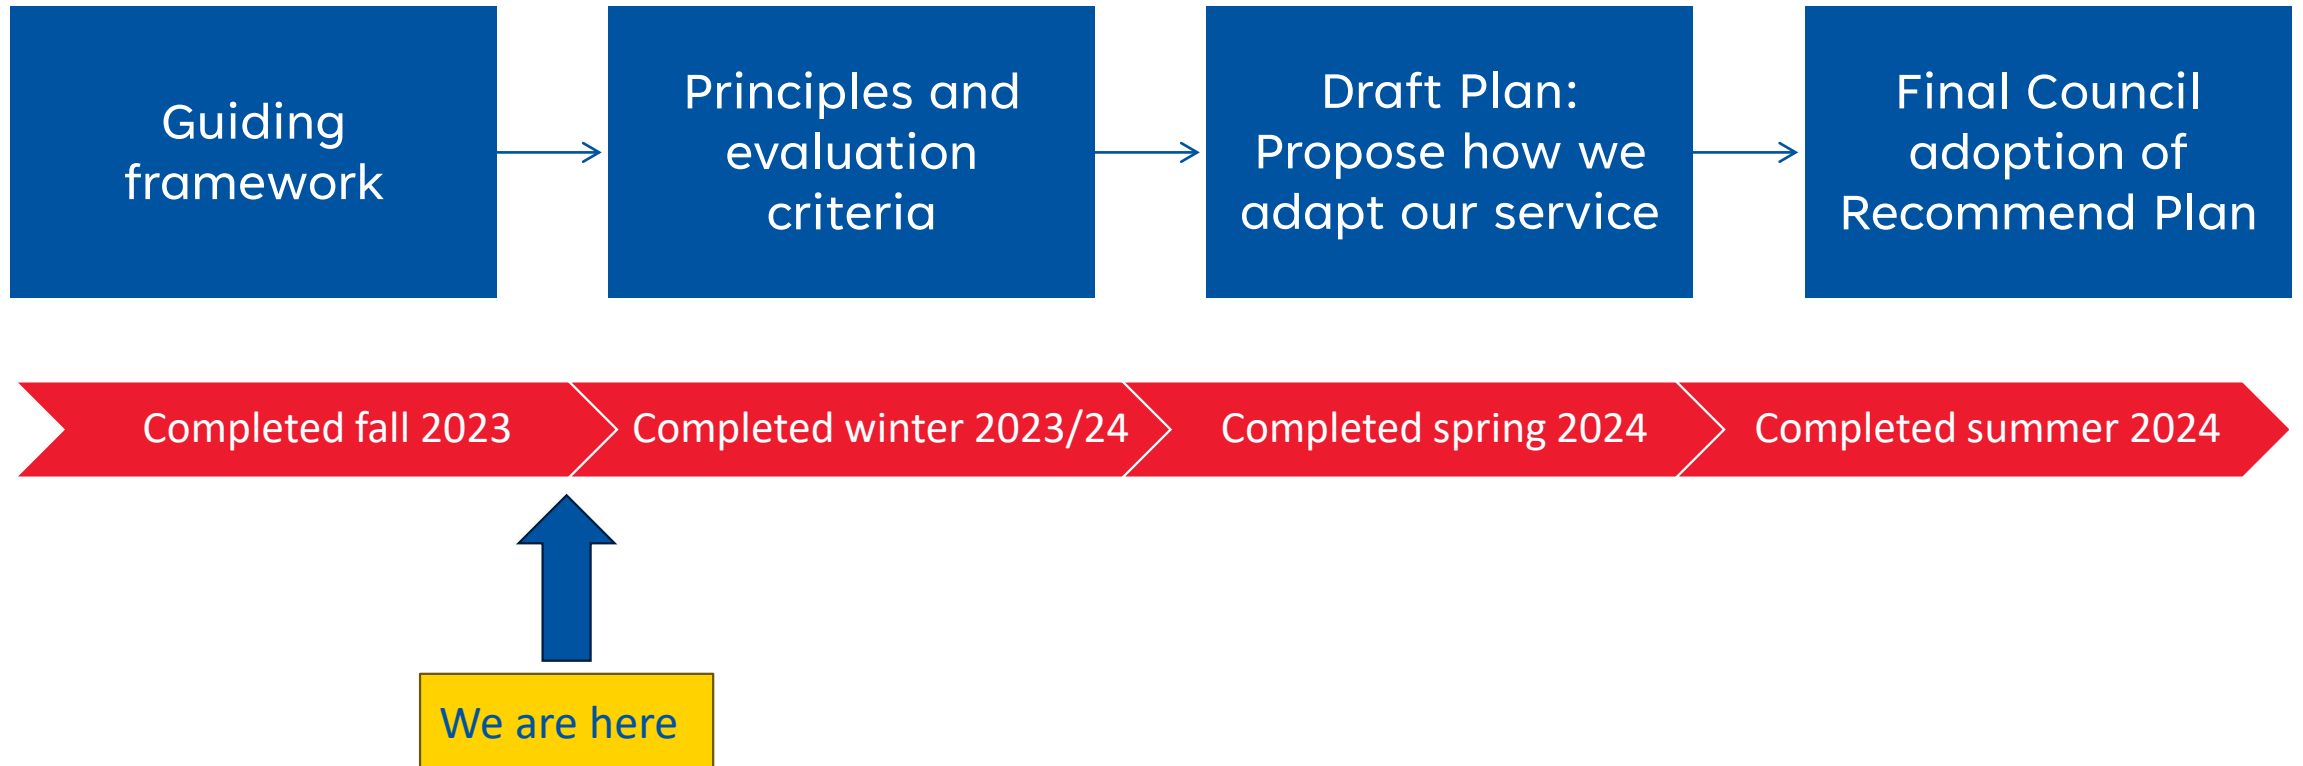 Guiding
framework
Principles and
evaluation
criteria
Draft Plan:
Propose how we
adapt our service
Final Council
adoption of
Recommend Plan
Completed fall 2023
Completed winter 2023/24
Completed spring 2024
Completed summer 2024
We are here